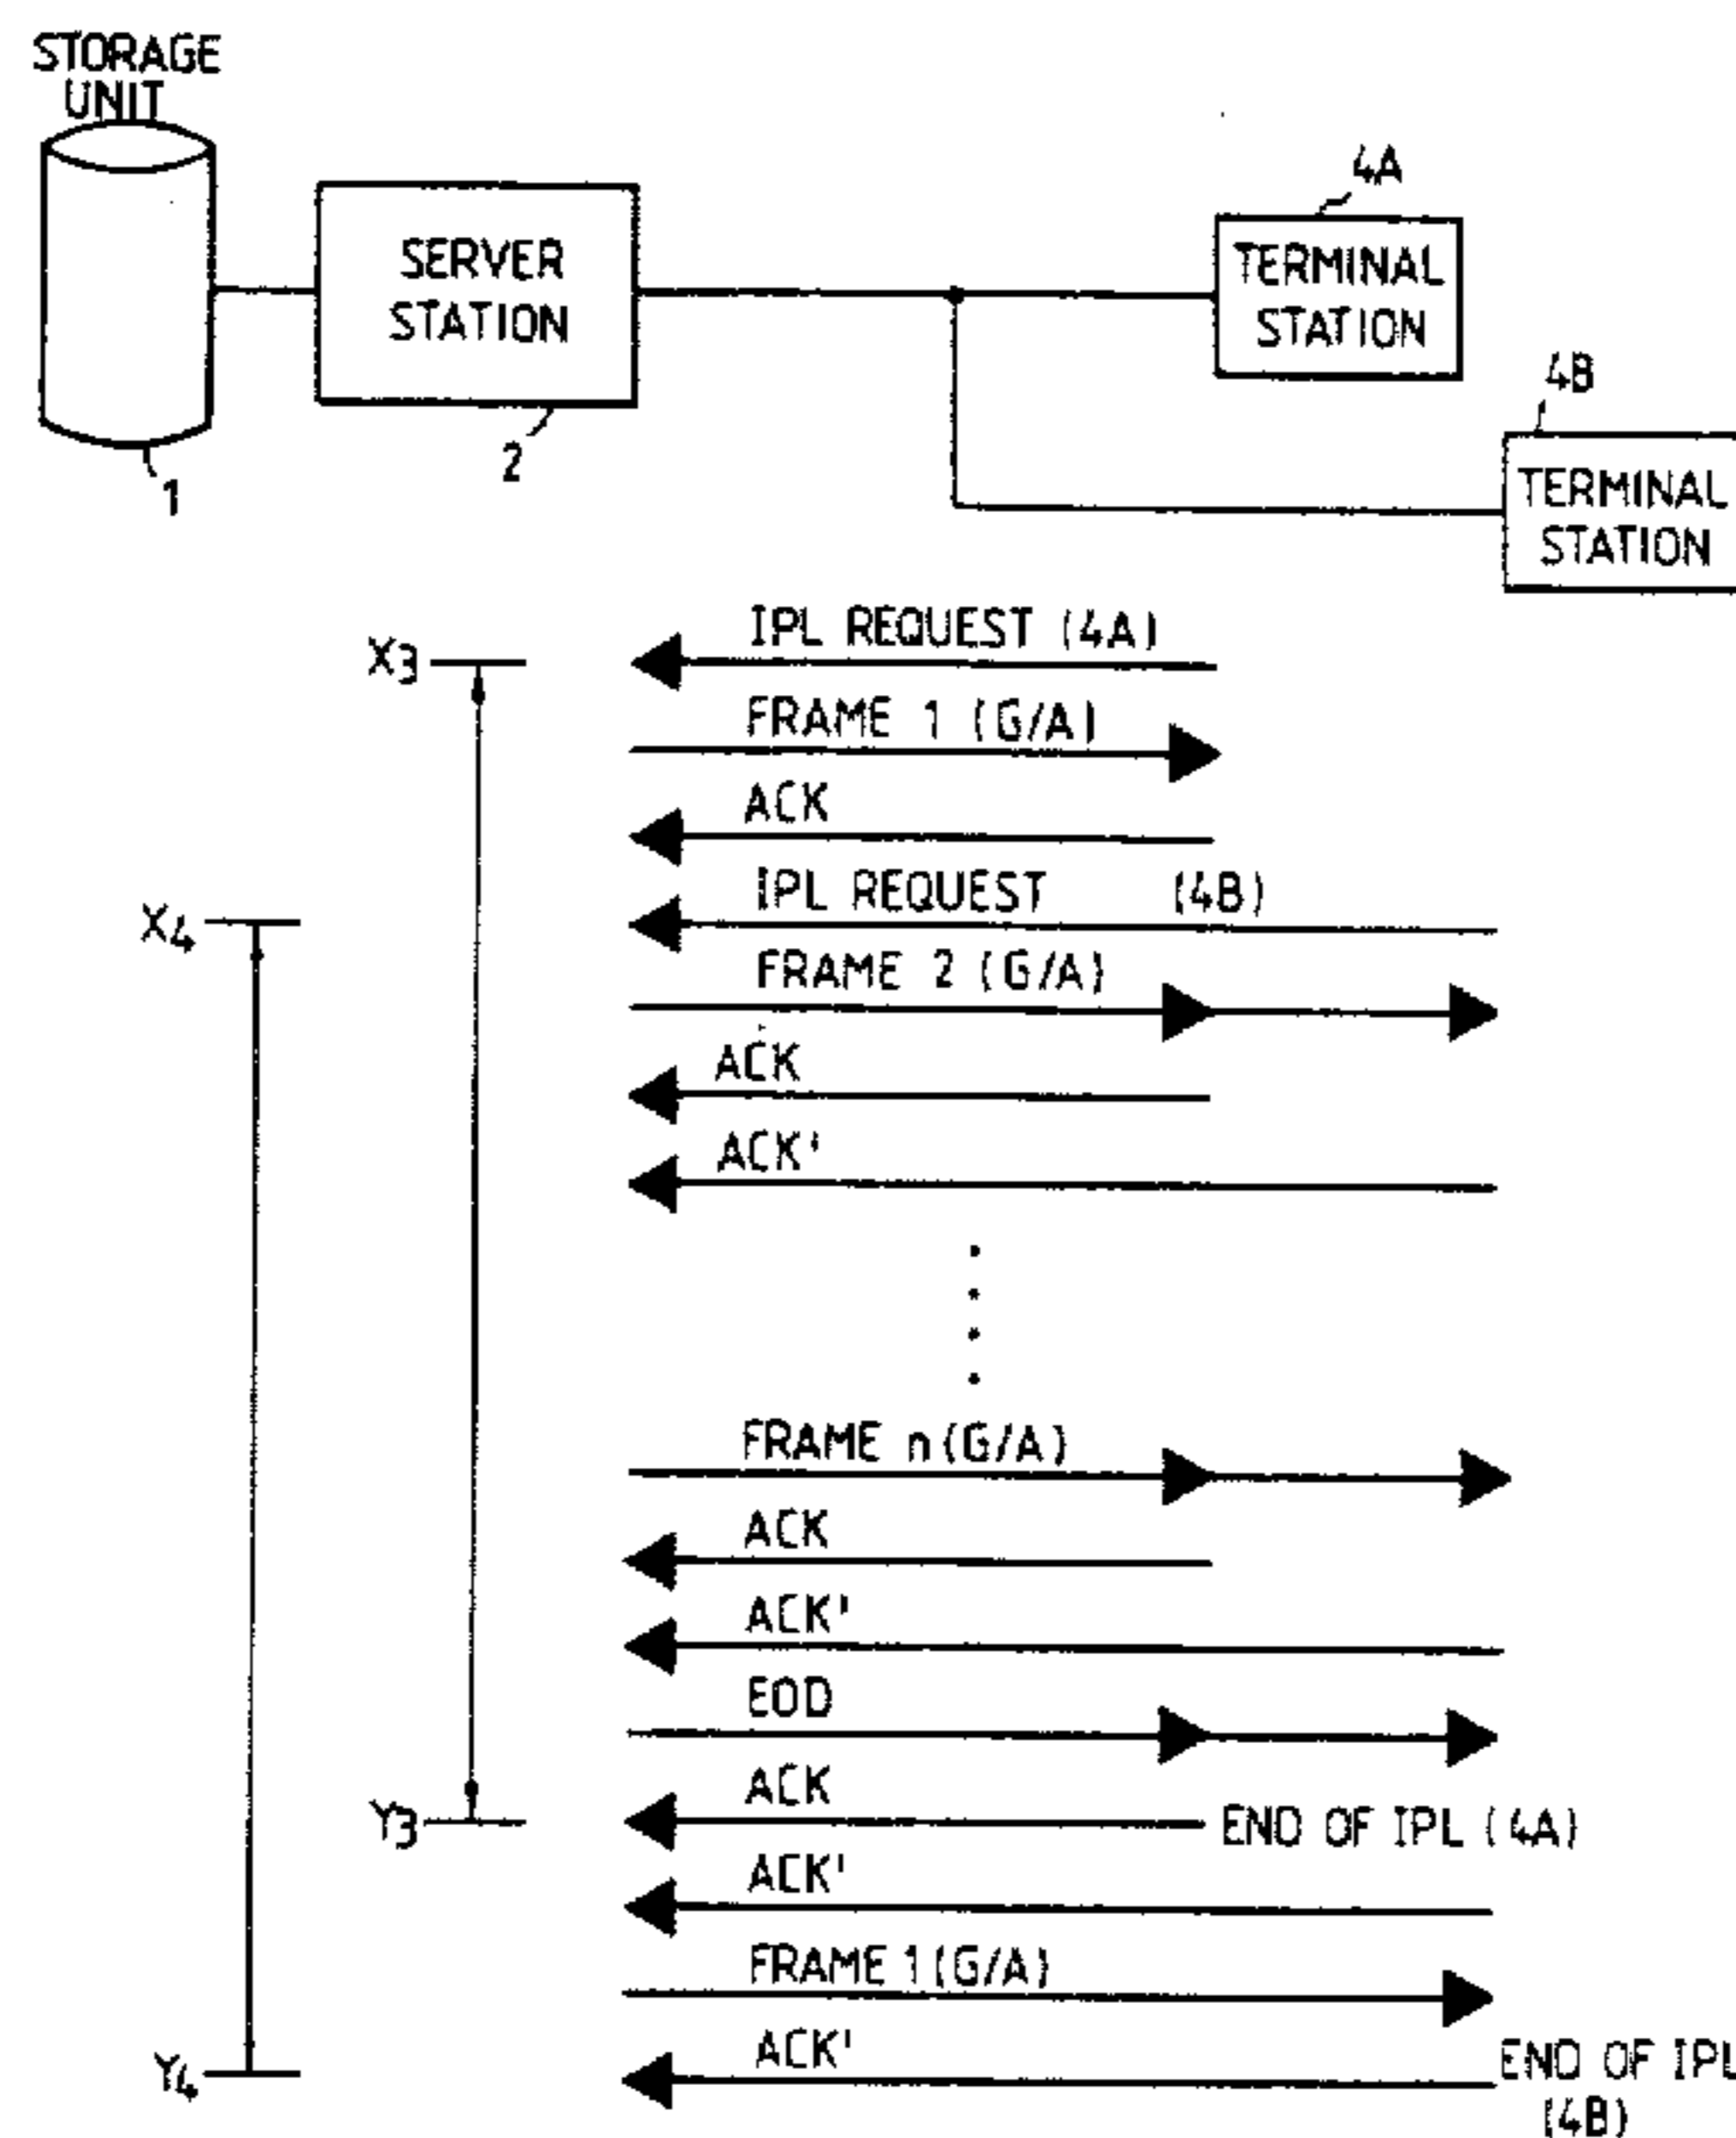 STORAGE
UNIT
4A
SERVER
STATION
TERMINAL
STATION
4B
2
1
TERMINAL
STATION
IPL REQUEST (4A)
X3
FRAME 1 (G/A)
ACK
IPL REQUEST (4B)
X4
FRAME 2 (G/A)
ACK
ACK'
FRAME n (G/A)
ACK
ACK'
EOD
ACK
Y3
END OF IPL (4A)
ACK'
FRAME 1 (G/A)
ACK'
Y4
END OF IPL
(4B)